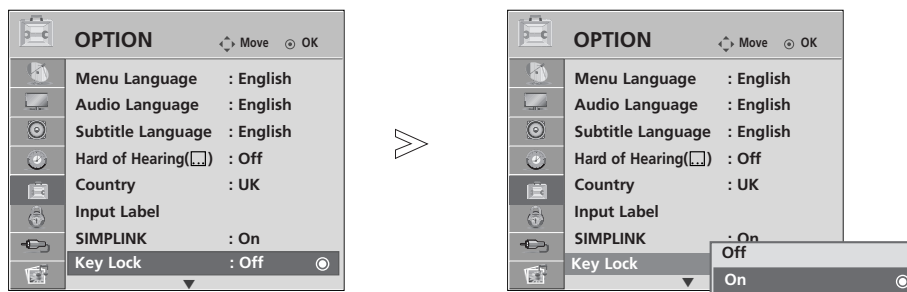 OPTION Move OK
Menu Language : English
Audio Language : English
Subtitle Language : English
Hard of Hearing( ) : Off
Country : UK
Input Label
SIMPLINK : On
Key Lock : Off
OPTION Move OK
Menu Language : English
Audio Language : English
Subtitle Language : English
Hard of Hearing( ) : Off
Country : UK
Input Label
SIMPLINK : On
Key Lock
Off
On